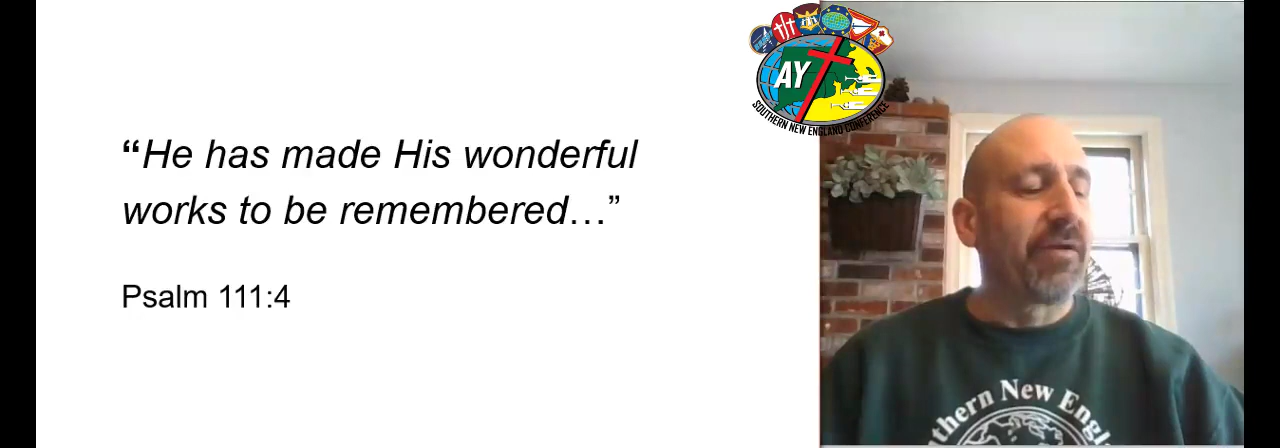 “He has made His wonderful
works to be remembered…”
Psalm 111:4
AY
SOUTHERN NEW ENGLAND CONFERENCE
thern New Engl